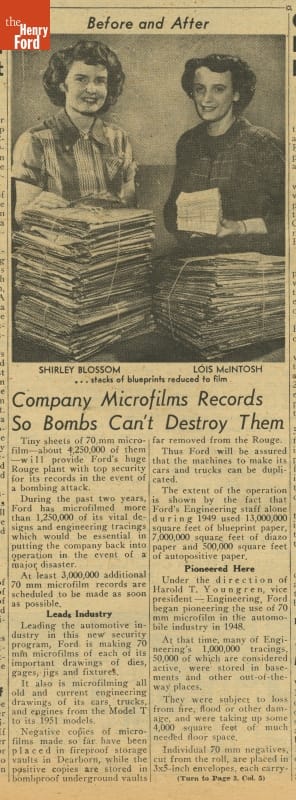 the
Henry
Ford
Before and After
SHIRLEY BLOSSOM LOIS McINTOSH
. . . stacks of blueprints reduced to film
Company Microfilms Records
So Bombs Can't Destroy Them
Tiny sheets of 70 mm micro-
film—about 4,250,000 of them
—will provide Ford's huge
Rouge plant with top security
for its records in the event of
a bombing attack.
During the past two years,
Ford has microfilmed more
than 1,250,000 of its vital de-
signs and engineering tracings
which would be essential in
putting the company back into
operation in the event of a
major disaster.
At least 3,000,000 additional
70 mm microfilm records are
scheduled to be made as soon
as possible.
Leads Industry
Leading the automotive in-
dustry in this new security
program, Ford is making 70
mm microfilms of each of its
important drawings of dies,
gages, jigs and fixtures.
It also is microfilming all
old and current engineering
drawings of its cars, trucks,
and engines from the Model T
to its 1951 models.
Negative copies of micro-
films made so far have been
placed in fireproof storage
vaults in Dearborn, while the
positive copies are stored in
bombproof underground vaults
far removed from the Rouge.
Thus Ford will be assured
that the machines to make its
cars and trucks can be dupli-
cated.
The extent of the operation
is shown by the fact that
Ford's Engineering staff alone
during 1949 used 13,000,000
square feet of blueprint paper,
7,000,000 square feet of diazo
paper and 500,000 square feet
of autopositive paper.
Pioneered Here
Under the direction of
Harold T. Youngren, vice
president — Engineering, Ford
began pioneering the use of 70
mm microfilm in the automo-
bile industry in 1948.
At that time, many of En-
gineering's 1,000,000 tracings,
50,000 of which are considered
active, were stored in base-
ments and other out-of-the-
way places.
They were subject to loss
from fire, flood or other dam-
age, and were taking up some
4,000 square feet of much
needed floor space.
Individual 70 mm negatives,
cut from the roll, are placed in
3x5-inch envelopes, each carry-
(Turn to Page 3, Col. 5)